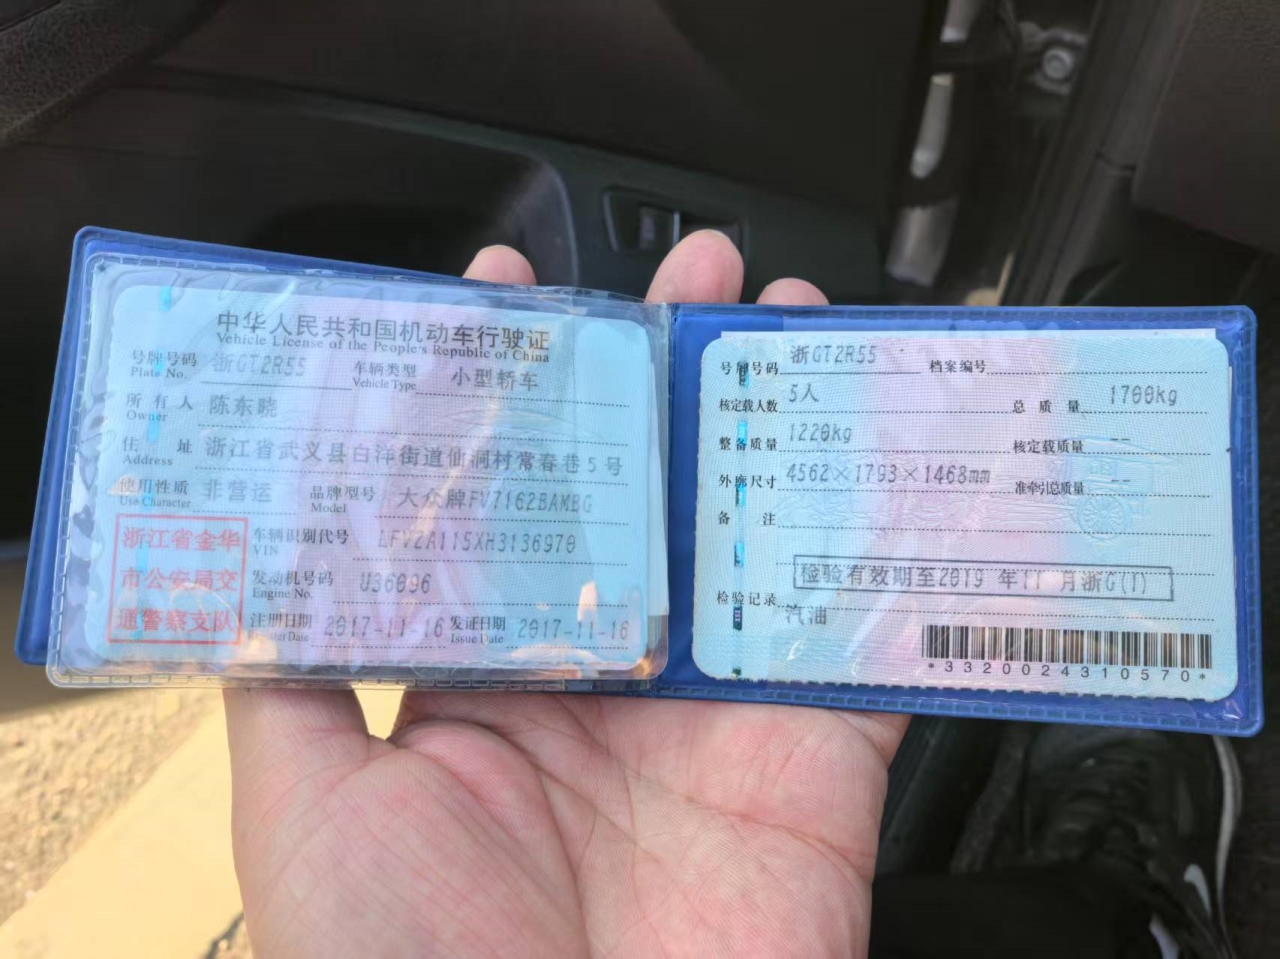 中华人民共和国机动车行驶证
Vehicle License of the People's Republic of China
号牌号码 浙GT2R55 车辆类型 小型轿车
Plate No. Vehicle Type
所有人 陈东晓
Owner
住址 浙江省武义县白洋街道仙洞村常春巷5号
Address
使用性质 非营运 品牌型号 大众牌FV7162BAMBG
Use Character Model
浙江省金华
市公安局交
通警察支队
车辆识别代号 LFV2A115XH3136970
VIN
发动机号码 U36096
Engine No.
注册日期 2017-11-16 发证日期 2017-11-16
Register Date Issue Date
号牌号码 浙GT2R55 档案编号
核定载人数 5人 总质量 1700kg
整备质量 1220kg 核定载质量 --
外廓尺寸 4562×1793×1468mm 准牵引总质量 --
备注
检验有效期至2019年11月浙G(1)
检验记录
汽油
*3320024310570*